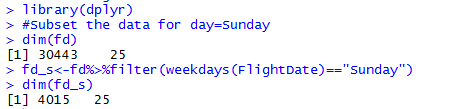 > library(dplyr)
> #Subset the data for day=Sunday
> dim(fd)
[1] 30443    25
> fd_s<-fd%>%filter(weekdays(FlightDate)=="Sunday")
> dim(fd_s)
[1] 4015   25